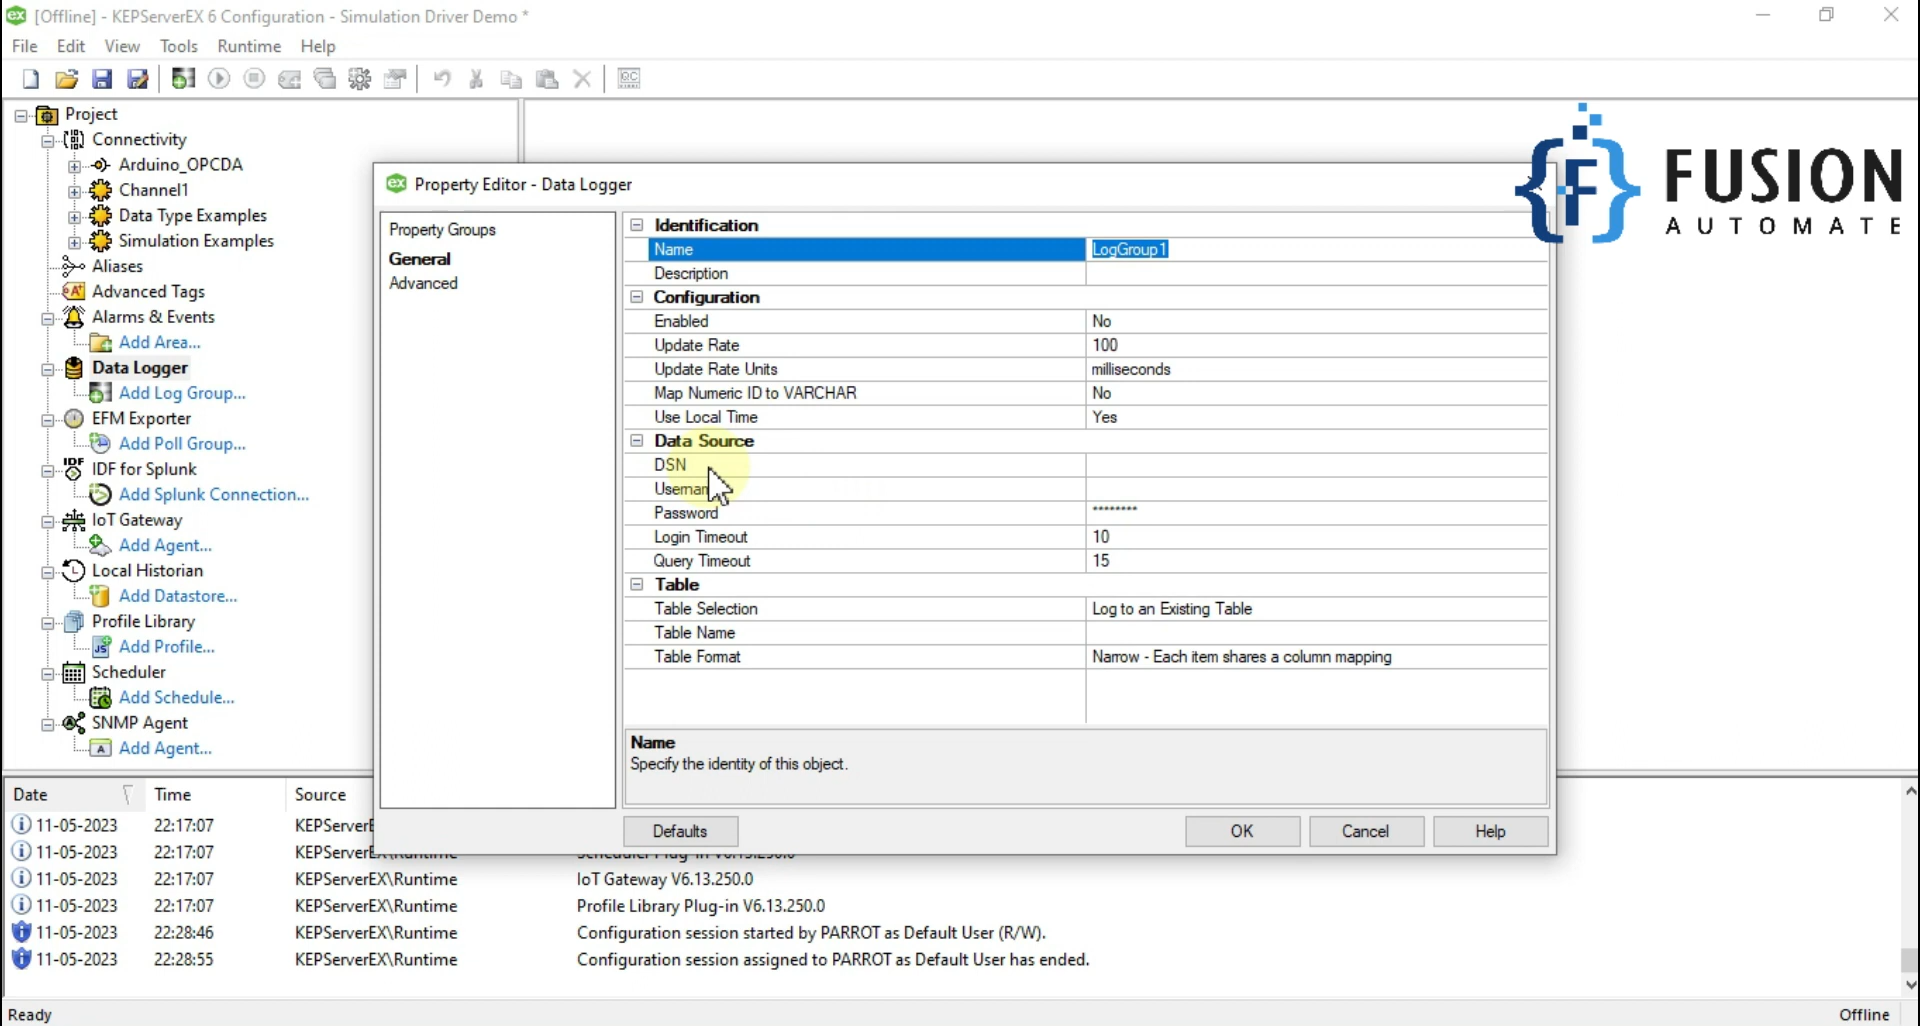 [Offline] - KEPServerEX 6 Configuration - Simulation Driver Demo *
File Edit View Tools Runtime Help
Project
Connectivity
Arduino_OPCDA
Channel1
Data Type Examples
Simulation Examples
Aliases
Advanced Tags
Alarms & Events
Add Area...
Data Logger
Add Log Group...
EFM Exporter
Add Poll Group...
IDF for Splunk
Add Splunk Connection...
IoT Gateway
Add Agent...
Local Historian
Add Datastore...
Profile Library
Add Profile...
Scheduler
Add Schedule...
SNMP Agent
Add Agent...
FUSION
AUTOMATE
Property Editor - Data Logger
Property Groups
General
Advanced
Identification
Name LogGroup1
Description
Configuration
Enabled No
Update Rate 100
Update Rate Units milliseconds
Map Numeric ID to VARCHAR No
Use Local Time Yes
Data Source
DSN
Password ********
Login Timeout 10
Query Timeout 15
Table
Table Selection Log to an Existing Table
Table Name
Table Format Narrow - Each item shares a column mapping
Name
Specify the identity of this object.
Defaults OK Cancel Help
Date Time Source
11-05-2023 22:17:07
11-05-2023 22:17:07
11-05-2023 22:17:07 KEPServerEX\Runtime IoT Gateway V6.13.250.0
11-05-2023 22:17:07 KEPServerEX\Runtime Profile Library Plug-in V6.13.250.0
11-05-2023 22:28:46 KEPServerEX\Runtime Configuration session started by PARROT as Default User (R/W).
11-05-2023 22:28:55 KEPServerEX\Runtime Configuration session assigned to PARROT as Default User has ended.
Ready Offline